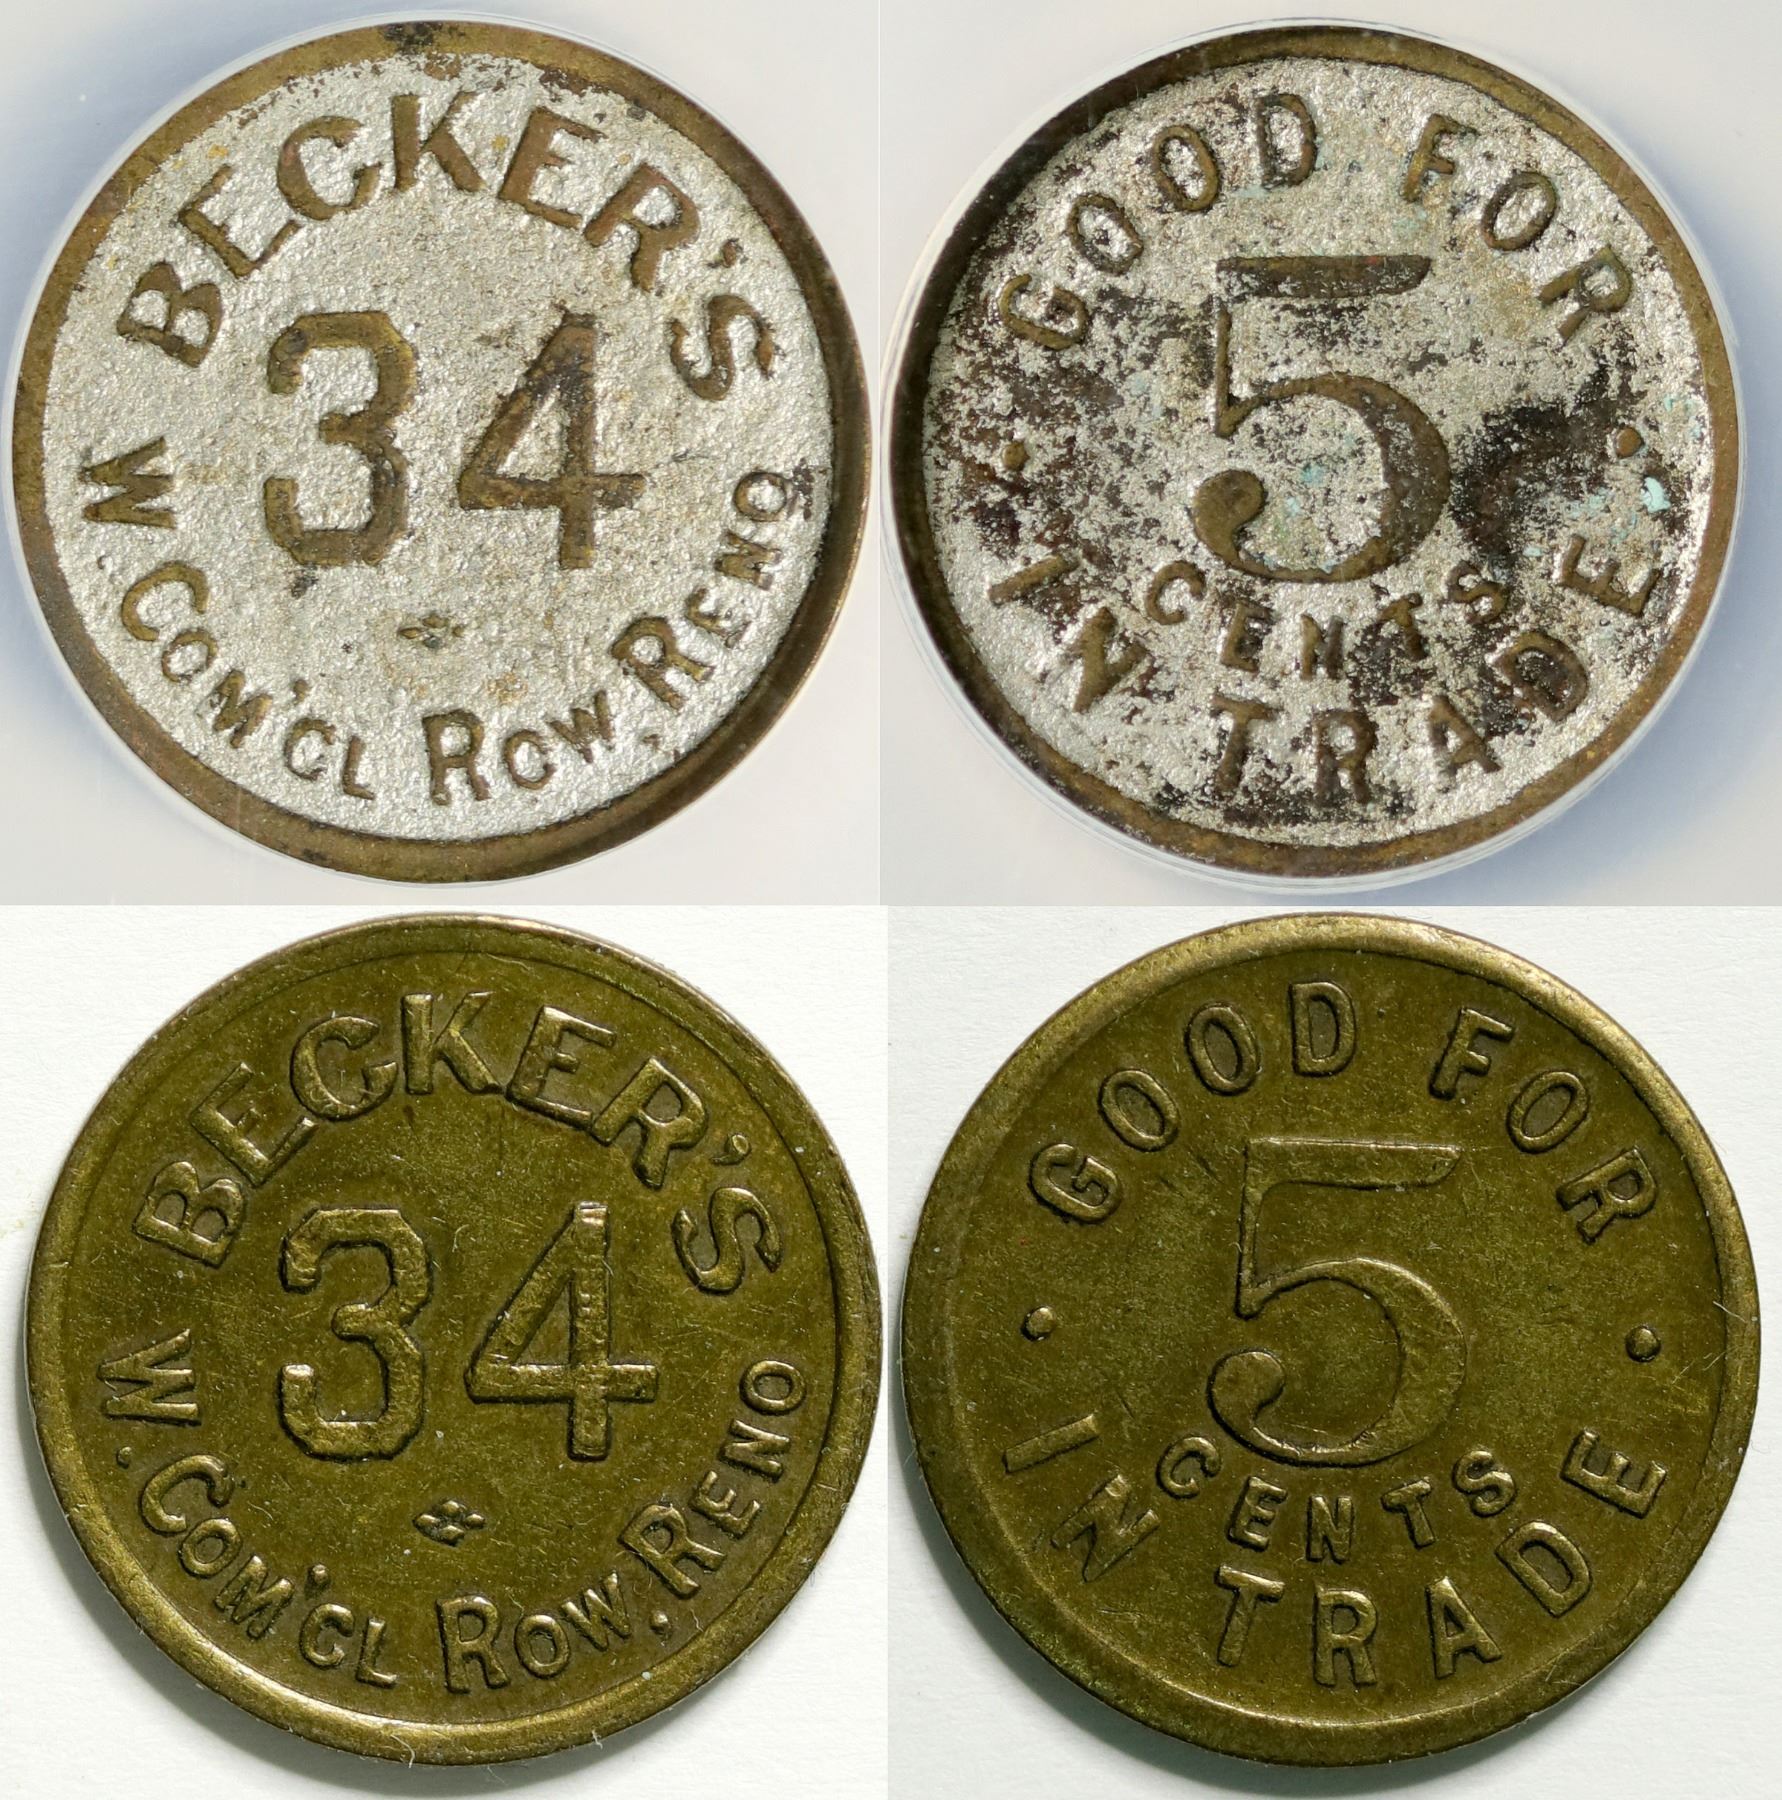 BECKER'S
34
W. COM'CL ROW, RENO
GOOD FOR
5
CENTS
IN TRADE
BECKER'S
34
W. COM'CL ROW, RENO
GOOD FOR
5
CENTS
IN TRADE